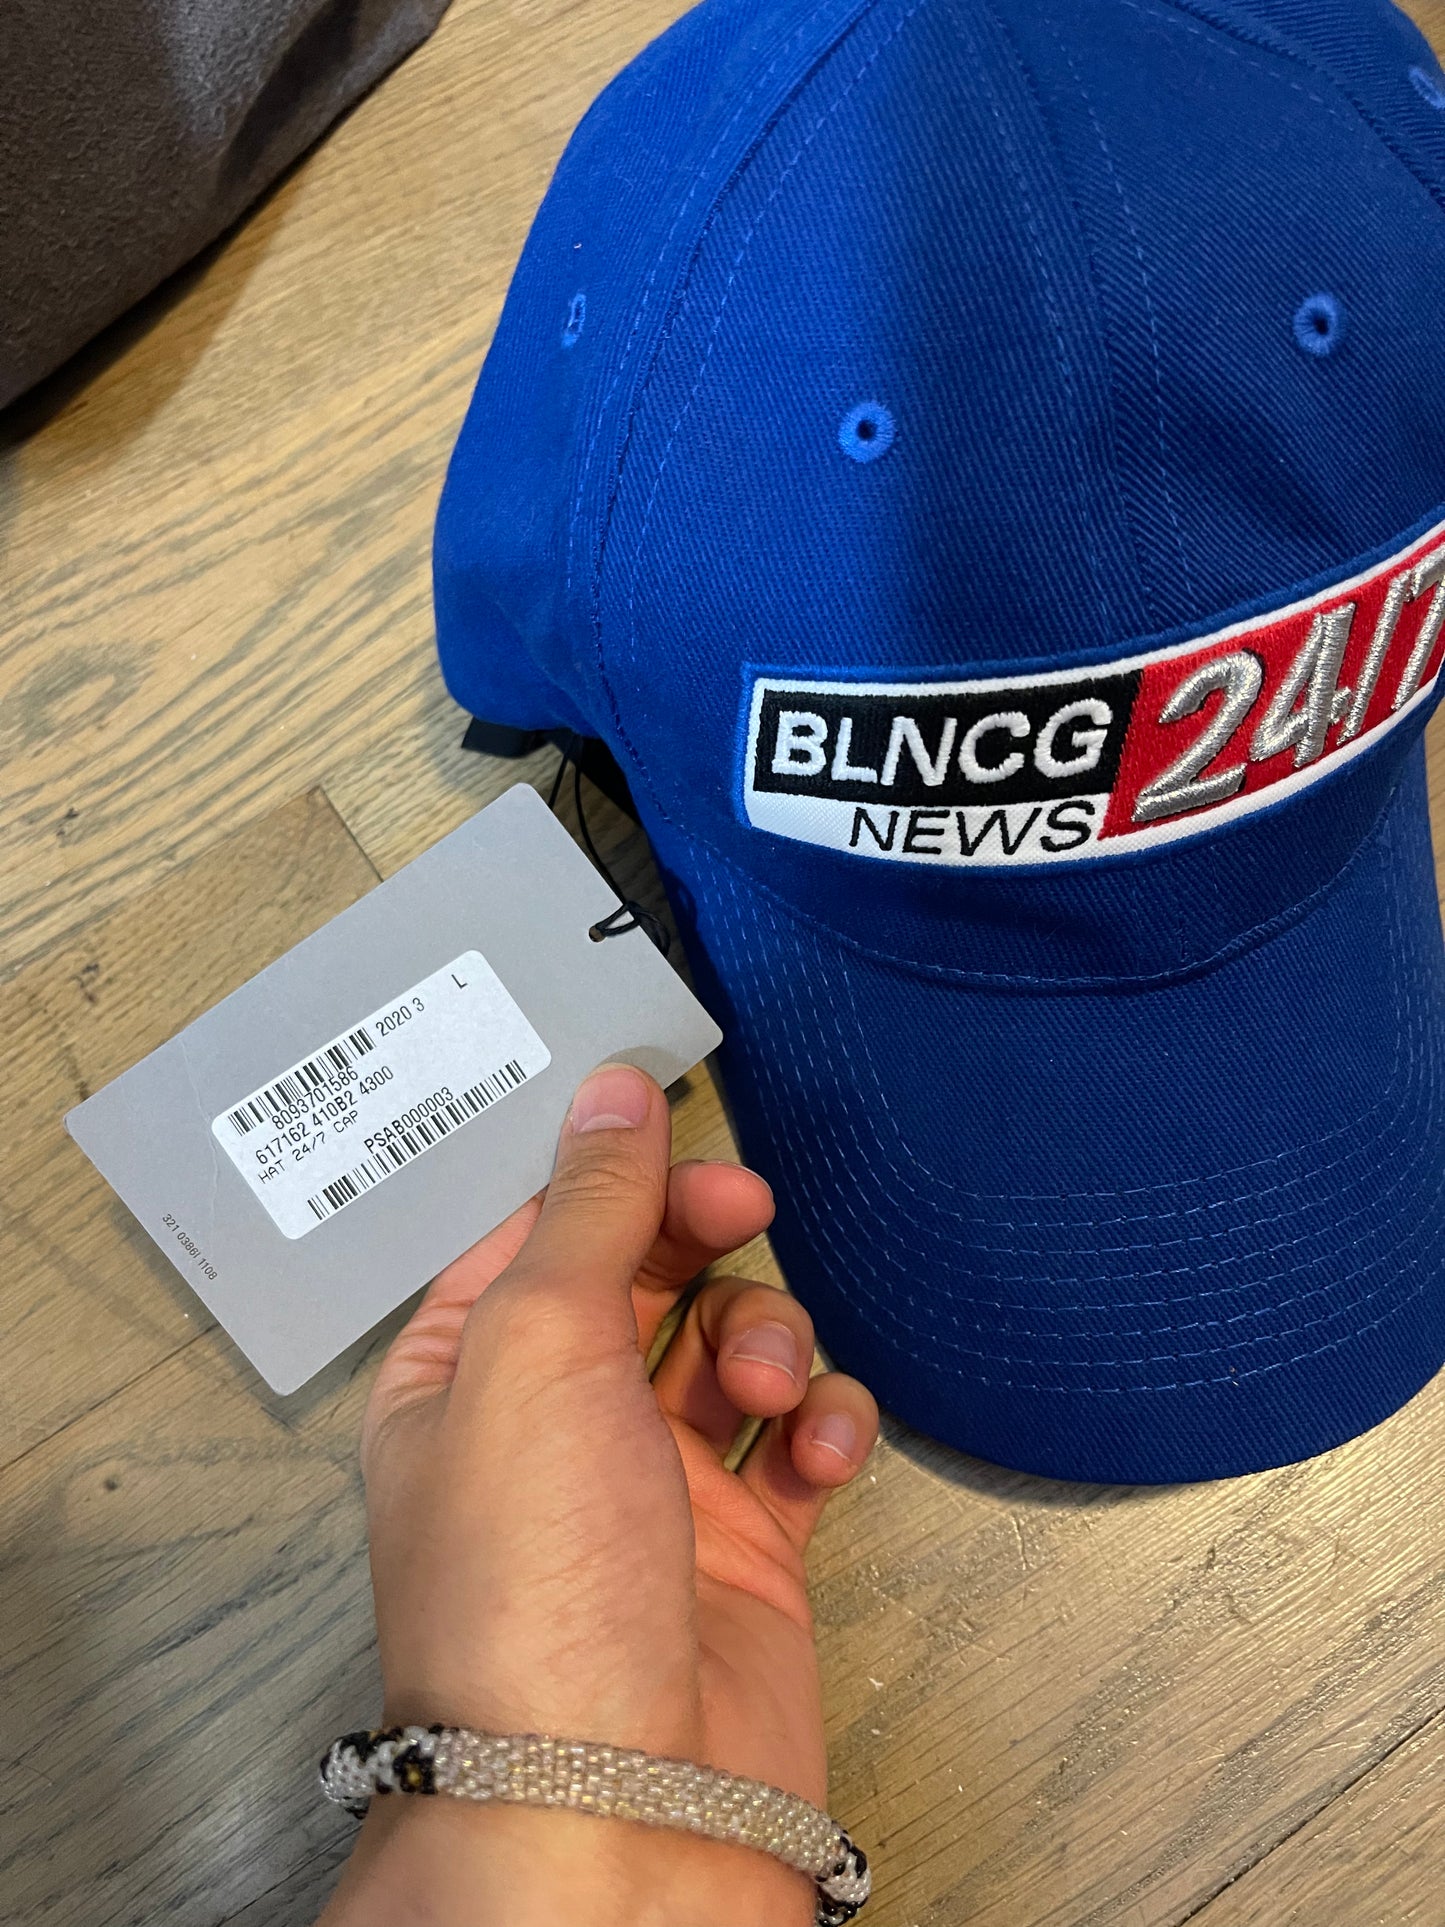 BLNCG
NEWS
24/7
2020 3 L
8093701586
617162 410B2 4300
HAT 24/7 CAP
PSAB000003
321 0386I 1108